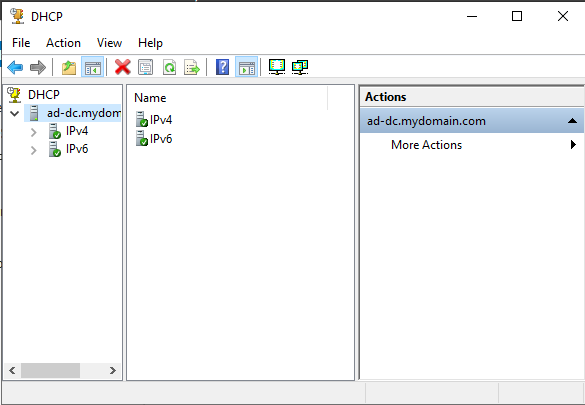 DHCP
File Action View Help
DHCP
ad-dc.mydom
IPv4
IPv6
Name
IPv4
IPv6
Actions
ad-dc.mydomain.com
More Actions